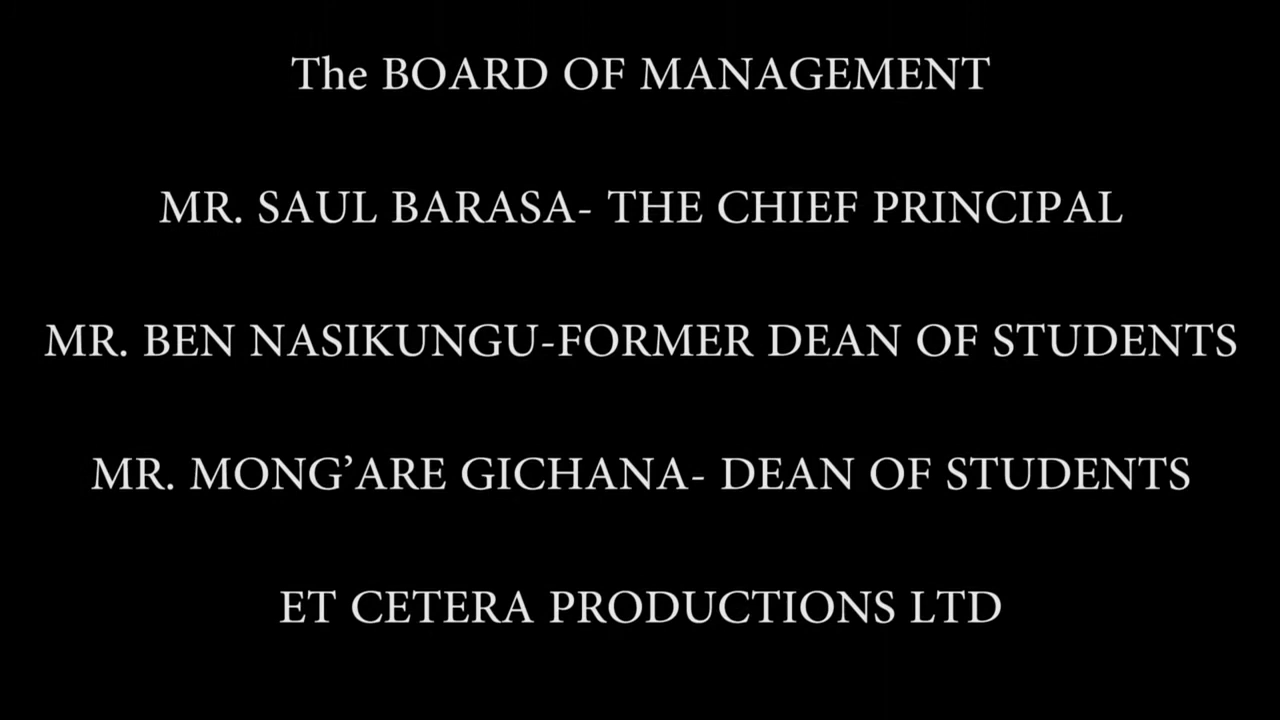 The BOARD OF MANAGEMENT
MR. SAUL BARASA- THE CHIEF PRINCIPAL
MR. BEN NASIKUNGU-FORMER DEAN OF STUDENTS
MR. MONG’ARE GICHANA- DEAN OF STUDENTS
ET CETERA PRODUCTIONS LTD